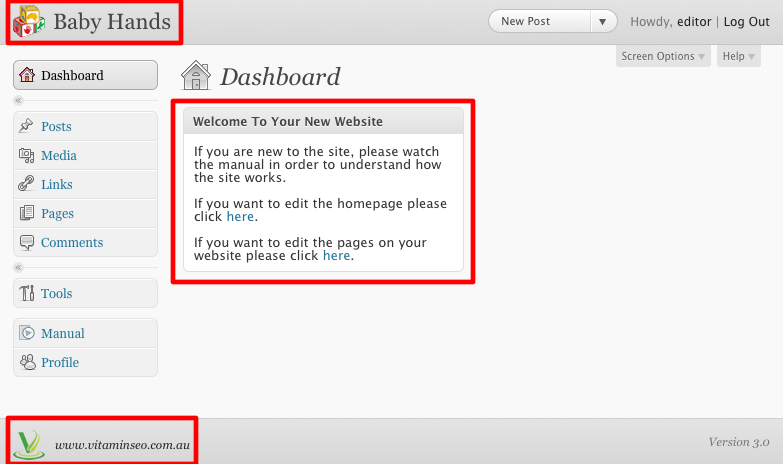 Baby Hands
New Post
Howdy, editor | Log Out
Screen Options
Help
Dashboard
Posts
Media
Links
Pages
Comments
Tools
Manual
Profile
Dashboard
Welcome To Your New Website
If you are new to the site, please watch
the manual in order to understand how
the site works.
If you want to edit the homepage please
click here.
If you want to edit the pages on your
website please click here.
www.vitaminseo.com.au
Version 3.0